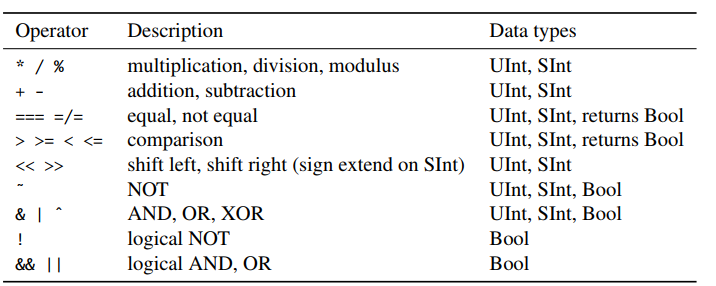 Operator Description Data types
* / % multiplication, division, modulus UInt, SInt
+ - addition, subtraction UInt, SInt
=== =/= equal, not equal UInt, SInt, returns Bool
> >= < <= comparison UInt, SInt, returns Bool
<< >> shift left, shift right (sign extend on SInt) UInt, SInt
~ NOT UInt, SInt, Bool
& | ^ AND, OR, XOR UInt, SInt, Bool
! logical NOT Bool
&& || logical AND, OR Bool